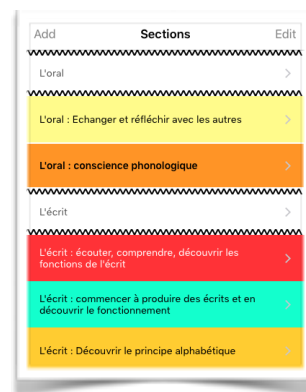 Add Sections Edit
L'oral
L'oral : Echanger et réfléchir avec les autres
L'oral : conscience phonologique
L'écrit
L'écrit : écouter, comprendre, découvrir les
fonctions de l'écrit
L'écrit : commencer à produire des écrits et en
découvrir le fonctionnement
L'écrit : Découvrir le principe alphabétique